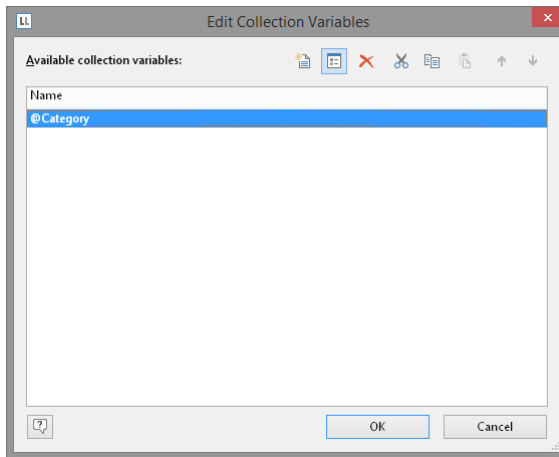 LL
Edit Collection Variables
Available collection variables:
Name
@Category
OK
Cancel